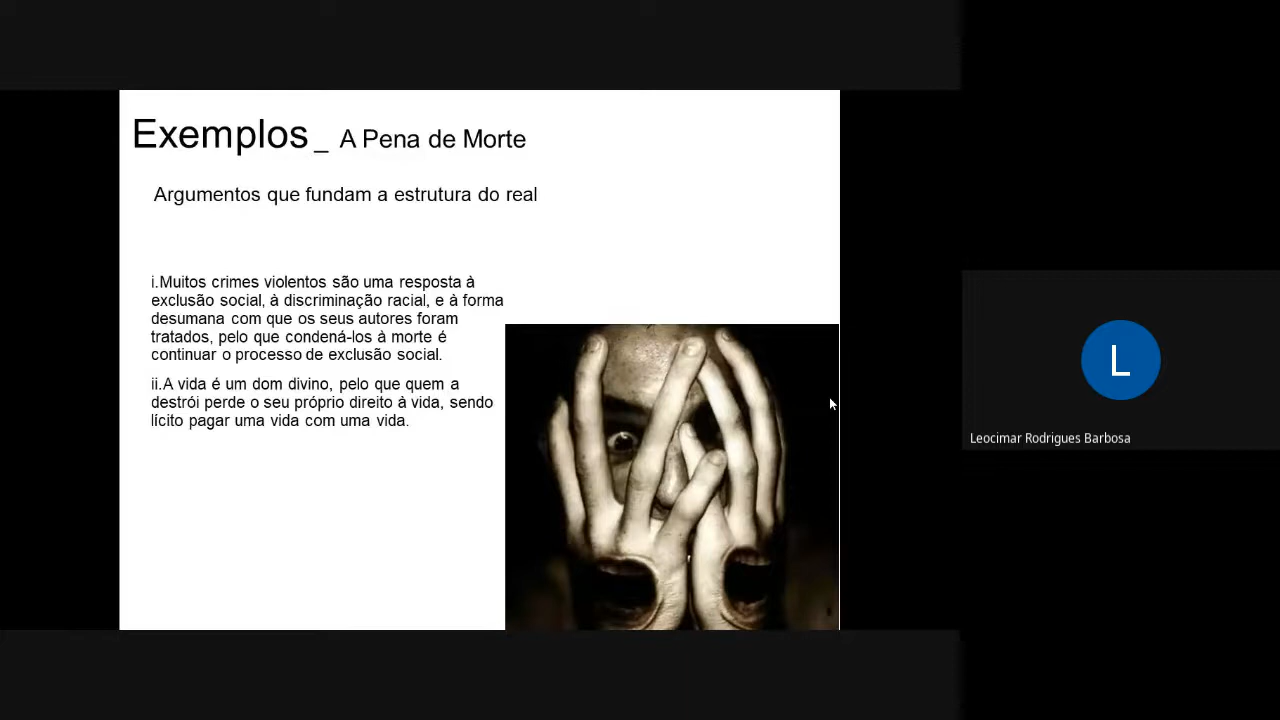 Exemplos _ A Pena de Morte
Argumentos que fundam a estrutura do real
i.Muitos crimes violentos são uma resposta à
exclusão social, à discriminação racial, e à forma
desumana com que os seus autores foram
tratados, pelo que condená-los à morte é
continuar o processo de exclusão social.
ii.A vida é um dom divino, pelo que quem a
destrói perde o seu próprio direito à vida, sendo
lícito pagar uma vida com uma vida.
L
Leocimar Rodrigues Barbosa